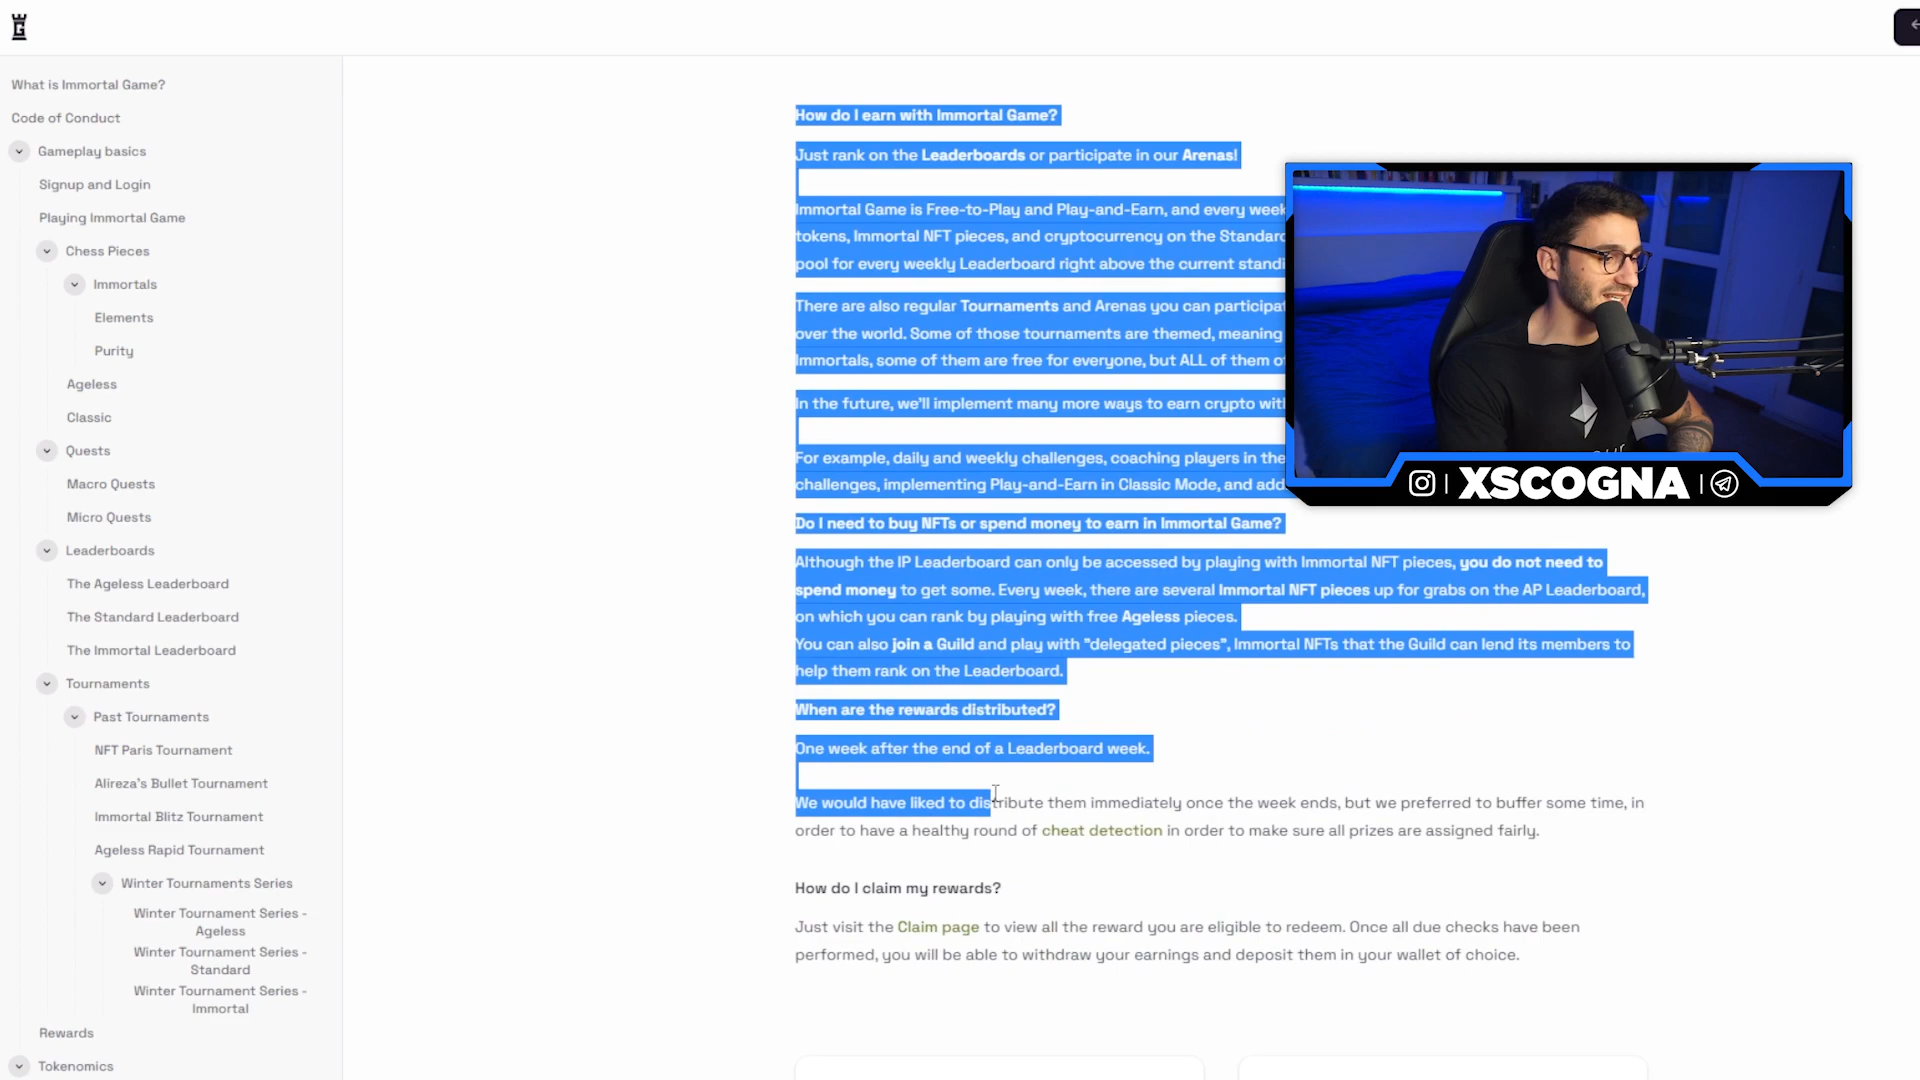 G
What is Immortal Game?
Code of Conduct
Gameplay basics
Signup and Login
Playing Immortal Game
Chess Pieces
Immortals
Elements
Purity
Ageless
Classic
Quests
Macro Quests
Micro Quests
Leaderboards
The Ageless Leaderboard
The Standard Leaderboard
The Immortal Leaderboard
Tournaments
Past Tournaments
NFT Paris Tournament
Alireza's Bullet Tournament
Immortal Blitz Tournament
Ageless Rapid Tournament
Winter Tournaments Series
Winter Tournament Series -
Ageless
Winter Tournament Series -
Standard
Winter Tournament Series -
Immortal
Rewards
Tokenomics
How do I earn with Immortal Game?
Just rank on the Leaderboards or participate in our Arenas!
Immortal Game is Free-to-Play and Play-and-Earn, and every week
tokens, Immortal NFT pieces, and cryptocurrency on the Standard
pool for every weekly Leaderboard right above the current standi
There are also regular Tournaments and Arenas you can participat
over the world. Some of those tournaments are themed, meaning
Immortals, some of them are free for everyone, but ALL of them
In the future, we'll implement many more ways to earn crypto with
For example, daily and weekly challenges, coaching players in the
challenges, implementing Play-and-Earn in Classic Mode, and add
Do I need to buy NFTs or spend money to earn in Immortal Game?
Although the IP Leaderboard can only be accessed by playing with Immortal NFT pieces, you do not need to
spend money to get some. Every week, there are several Immortal NFT pieces up for grabs on the AP Leaderboard,
on which you can rank by playing with free Ageless pieces.
You can also join a Guild and play with "delegated pieces", Immortal NFTs that the Guild can lend its members to
help them rank on the Leaderboard.
When are the rewards distributed?
One week after the end of a Leaderboard week.
We would have liked to distribute them immediately once the week ends, but we preferred to buffer some time, in
order to have a healthy round of cheat detection in order to make sure all prizes are assigned fairly.
How do I claim my rewards?
Just visit the Claim page to view all the reward you are eligible to redeem. Once all due checks have been
performed, you will be able to withdraw your earnings and deposit them in your wallet of choice.
XSCOGNA